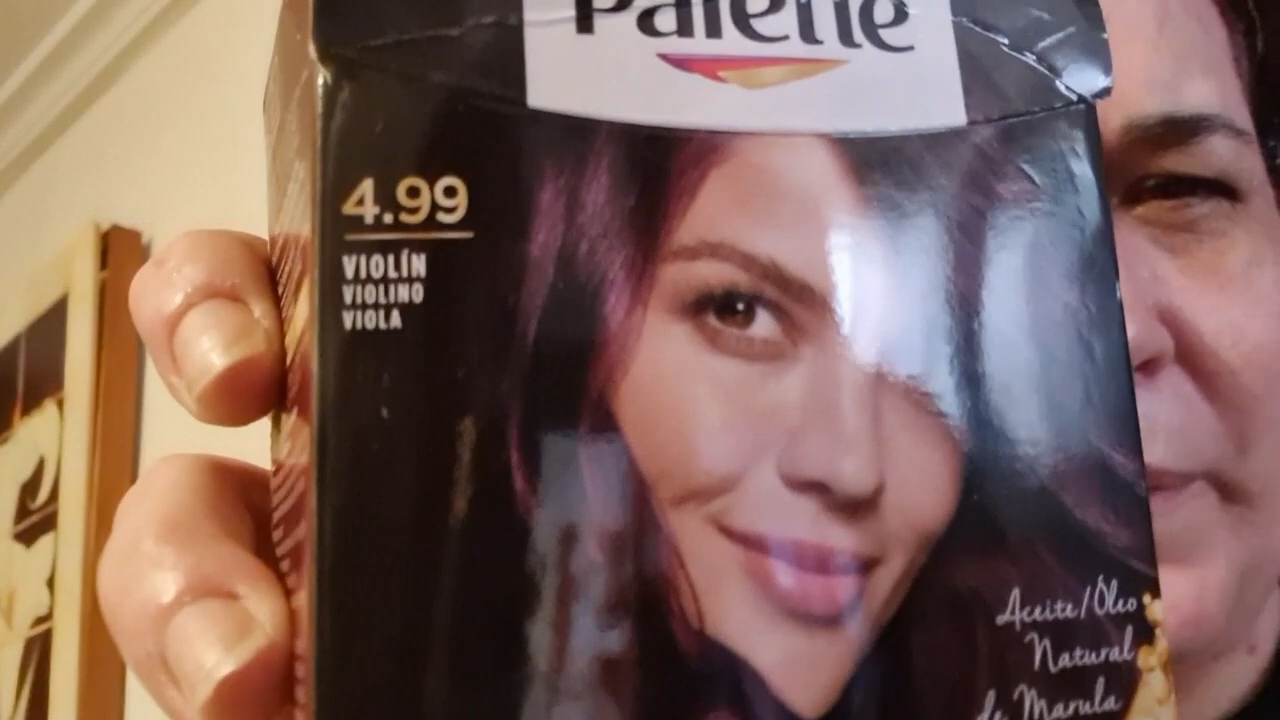 Palette
4.99
VIOLÍN
VIOLINO
VIOLA
Aceite/Óleo
Natural
de Marula